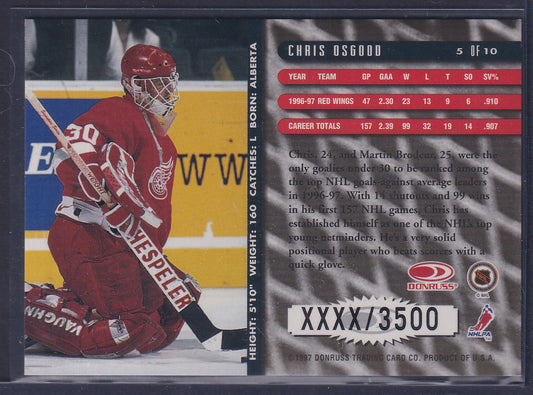 30
HESPELER
VAUGHN
E
WW
HEIGHT: 5'10" WEIGHT: 160 CATCHES: L BORN: ALBERTA
CHRIS OSGOOD 5 OF 10
YEAR TEAM GP GAA W L T SO SV%
1996-97 RED WINGS 47 2.30 23 13 9 6 .910
CAREER TOTALS 157 2.39 99 32 19 14 .907
Chris, 24, and Martin Brodeur, 25, were the
only goalies under 30 to be ranked among
the top NHL goals-against average leaders
in 1996-97. With 14 shutouts and 99 wins
in his first 157 NHL games, Chris has
established himself as one of the NHL's top
young netminders. He's a very solid
positional player who beats scorers with a
quick glove.
DONRUSS
© NHL
XXXX/3500
NHLPA
©1997 DONRUSS TRADING CARD CO. PRODUCT OF U.S.A.